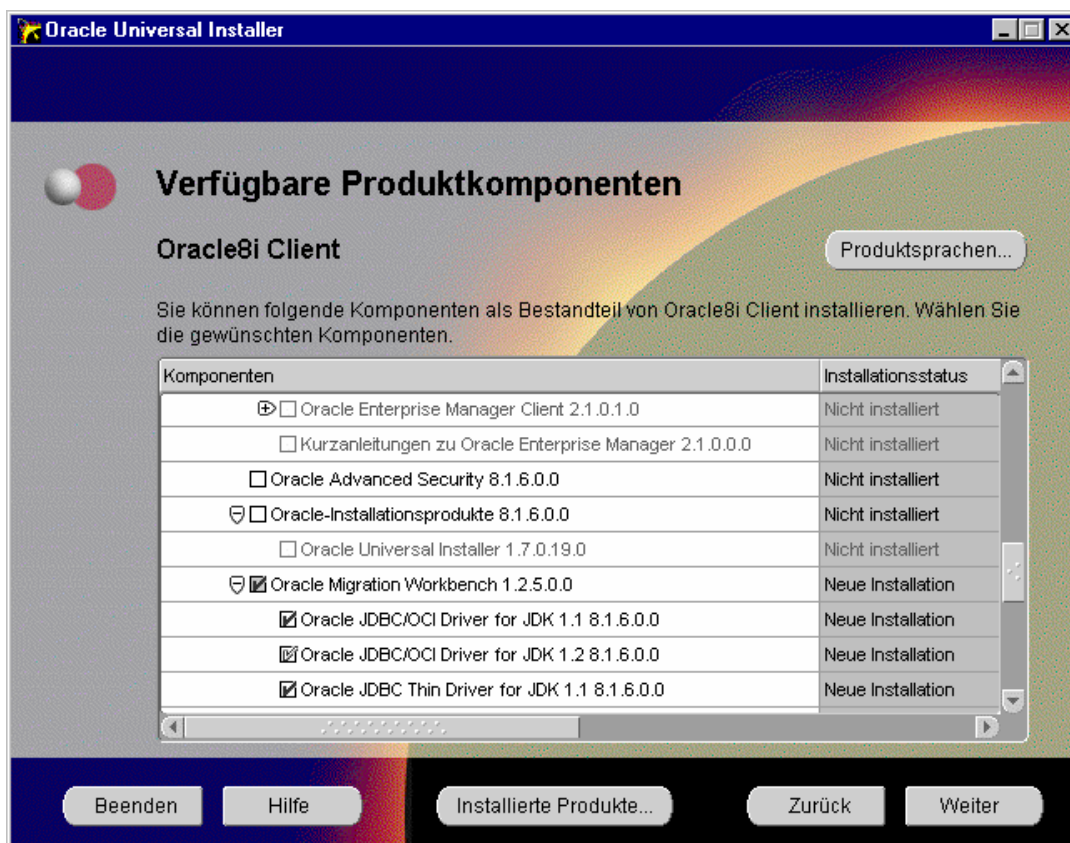 Oracle Universal Installer
Verfügbare Produktkomponenten
Oracle8i Client
Produktsprachen...
Sie können folgende Komponenten als Bestandteil von Oracle8i Client installieren. Wählen Sie
die gewünschten Komponenten.
Komponenten Installationsstatus
Oracle Enterprise Manager Client 2.1.0.1.0 Nicht installiert
Kurzanleitungen zu Oracle Enterprise Manager 2.1.0.0.0 Nicht installiert
Oracle Advanced Security 8.1.6.0.0 Nicht installiert
Oracle-Installationsprodukte 8.1.6.0.0 Nicht installiert
Oracle Universal Installer 1.7.0.19.0 Nicht installiert
Oracle Migration Workbench 1.2.5.0.0 Neue Installation
Oracle JDBC/OCI Driver for JDK 1.1 8.1.6.0.0 Neue Installation
Oracle JDBC/OCI Driver for JDK 1.2 8.1.6.0.0 Neue Installation
Oracle JDBC Thin Driver for JDK 1.1 8.1.6.0.0 Neue Installation
Beenden Hilfe Installierte Produkte... Zurück Weiter